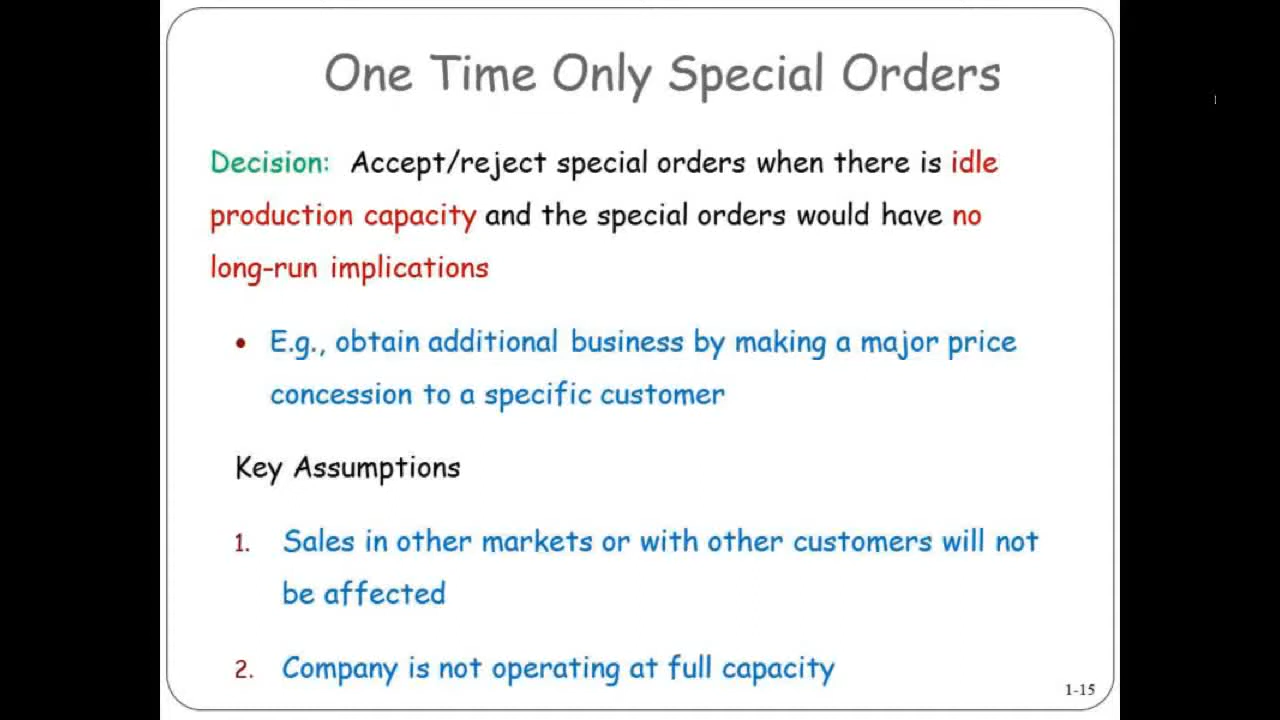 One Time Only Special Orders
Decision: Accept/reject special orders when there is idle
production capacity and the special orders would have no
long-run implications
• E.g., obtain additional business by making a major price
concession to a specific customer
Key Assumptions
1. Sales in other markets or with other customers will not
be affected
2. Company is not operating at full capacity
1-15